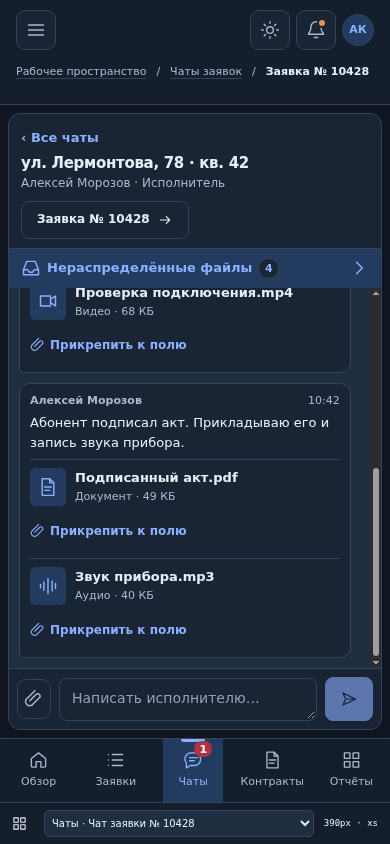 АК
Рабочее пространство / Чаты заявок / Заявка № 10428
‹ Все чаты
ул. Лермонтова, 78 · кв. 42
Алексей Морозов · Исполнитель
Заявка № 10428 →
Нераспределённые файлы 4
Проверка подключения.mp4
Видео · 68 КБ
Прикрепить к полю
Алексей Морозов 10:42
Абонент подписал акт. Прикладываю его и
запись звука прибора.
Подписанный акт.pdf
Документ · 49 КБ
Прикрепить к полю
Звук прибора.mp3
Аудио · 40 КБ
Прикрепить к полю
Написать исполнителю...
1
Обзор Заявки Чаты Контракты Отчёты
Чаты · Чат заявки № 10428 390px · xs